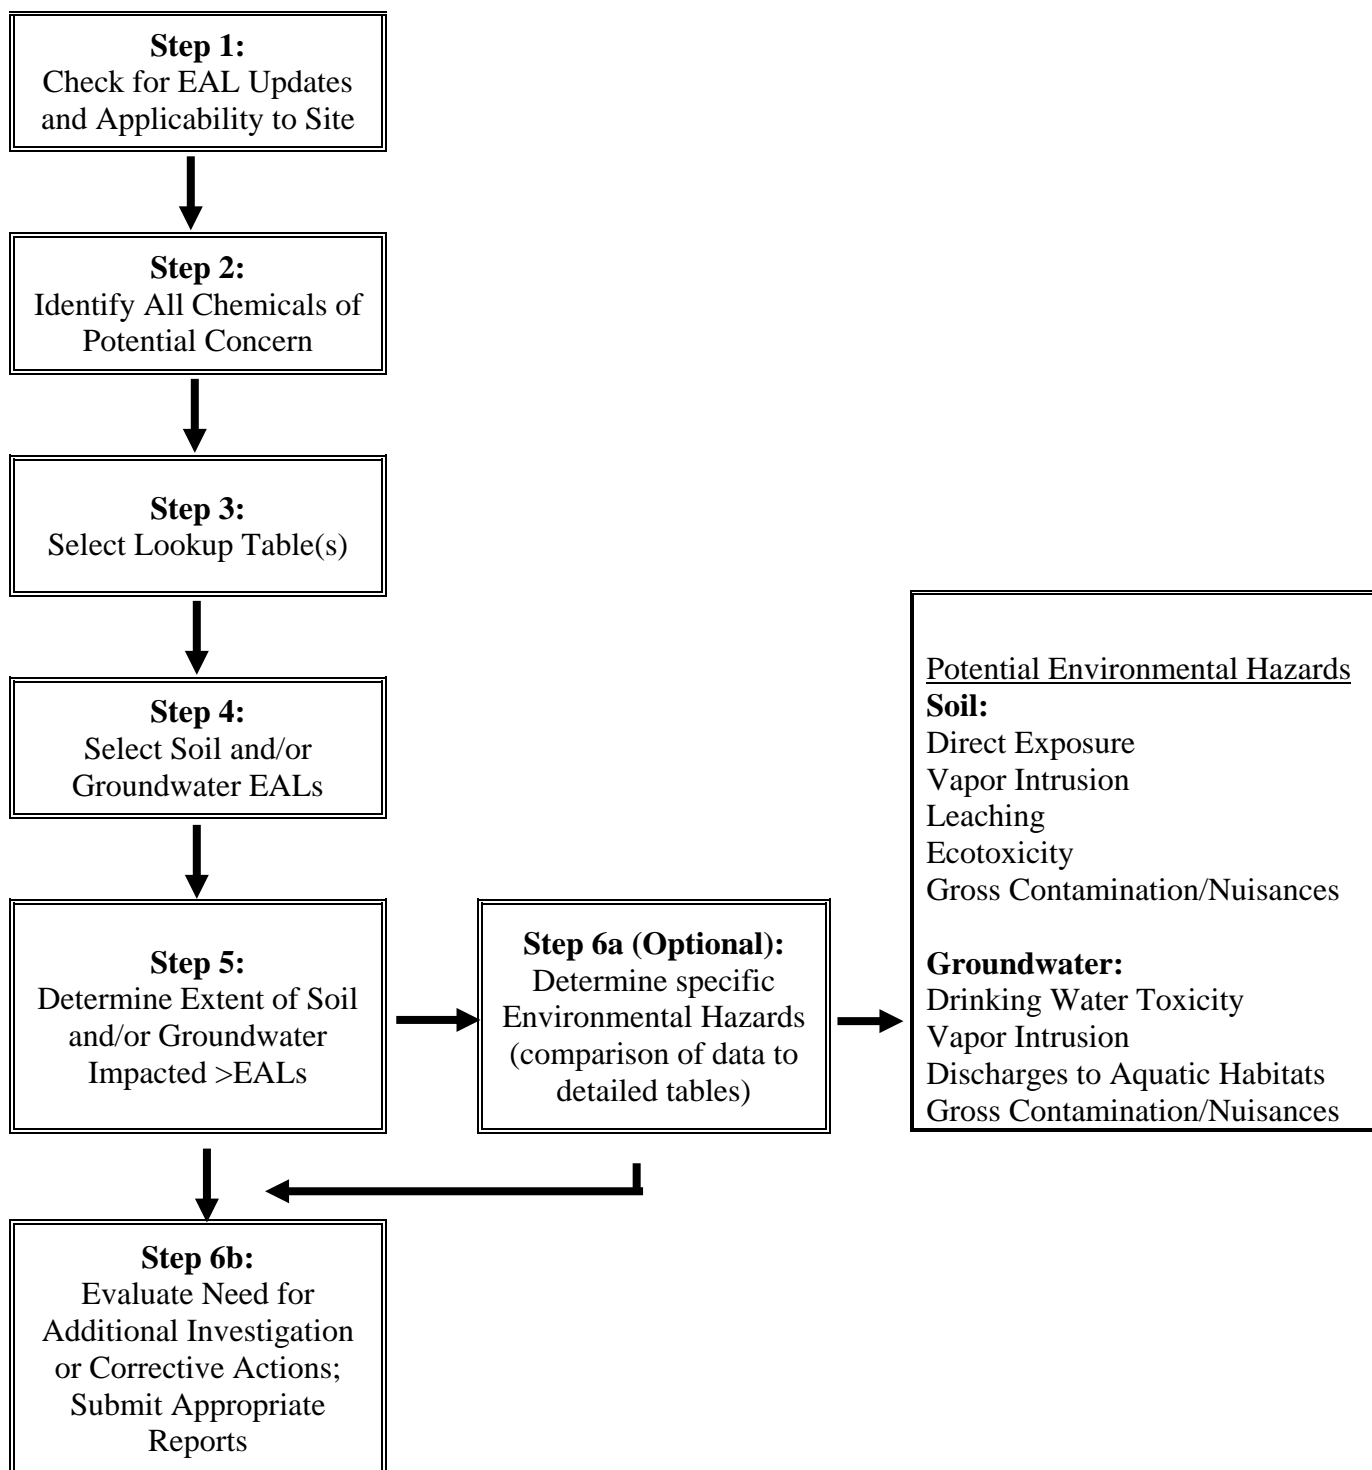 Step 1:
Check for EAL Updates
and Applicability to Site
Step 2:
Identify All Chemicals of
Potential Concern
Step 3:
Select Lookup Table(s)
Step 4:
Select Soil and/or
Groundwater EALs
Step 5:
Determine Extent of Soil
and/or Groundwater
Impacted >EALs
Step 6a (Optional):
Determine specific
Environmental Hazards
(comparison of data to
detailed tables)
Potential Environmental Hazards
Soil:
Direct Exposure
Vapor Intrusion
Leaching
Ecotoxicity
Gross Contamination/Nuisances
Groundwater:
Drinking Water Toxicity
Vapor Intrusion
Discharges to Aquatic Habitats
Gross Contamination/Nuisances
Step 6b:
Evaluate Need for
Additional Investigation
or Corrective Actions;
Submit Appropriate
Reports